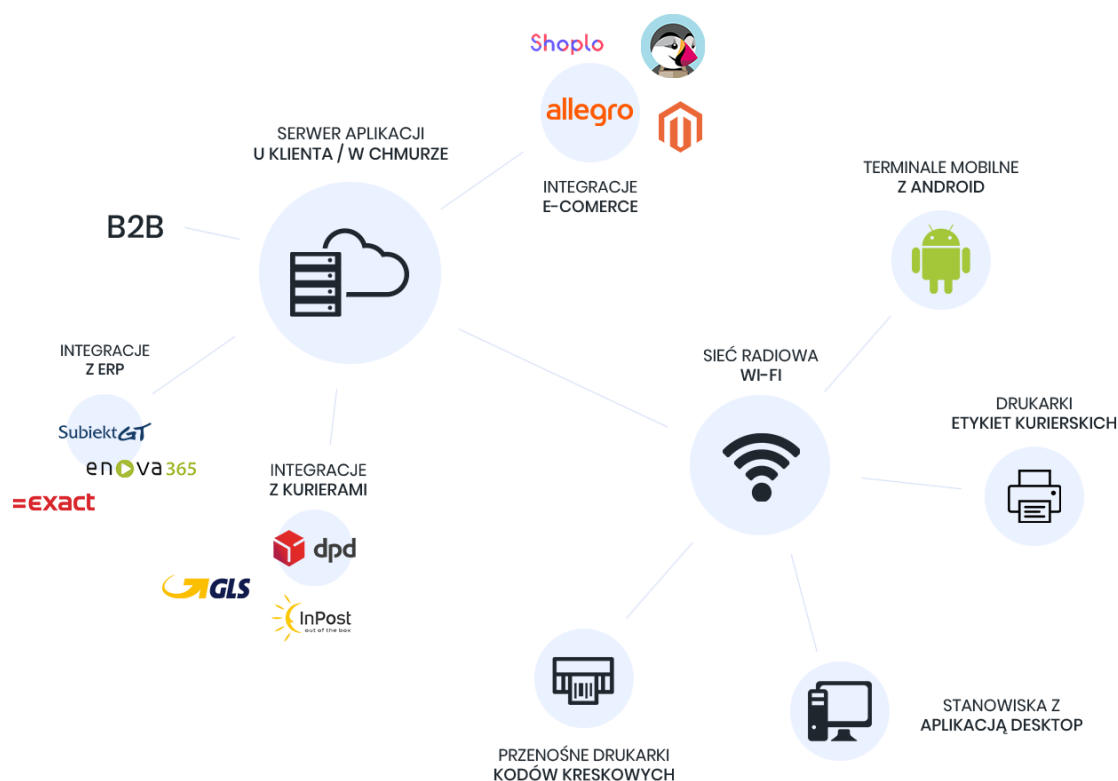 Shoplo
allegro
SERWER APLIKACJI
U KLIENTA / W CHMURZE
INTEGRACJE
E-COMERCE
TERMINALE MOBILNE
Z ANDROID
B2B
INTEGRACJE
Z ERP
SIEĆ RADIOWA
WI-FI
DRUKARKI
ETYKIET KURIERSKICH
Subiekt GT
enova365
=exact
INTEGRACJE
Z KURIERAMI
dpd
GLS
InPost
out of the box
STANOWISKA Z
APLIKACJĄ DESKTOP
PRZENOŚNE DRUKARKI
KODÓW KRESKOWYCH